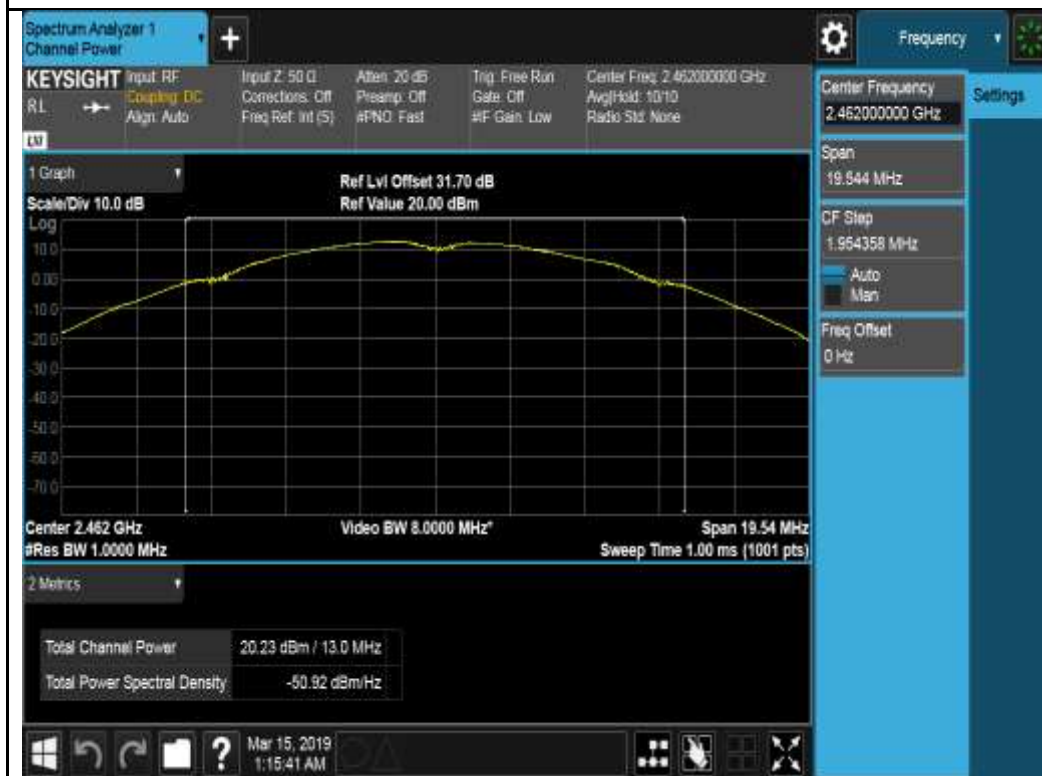 Spectrum Analyzer 1
Channel Power
+
Frequency
KEYSIGHT Input: RF Input Z: 50 Ω Atten: 20 dB Trig: Free Run Center Freq: 2.462000000 GHz
RL Coupling: DC Corrections: Off Preamp: Off Gate: Off Avg|Hold: 10/10
Align: Auto Freq Ref: Int (S) #PNO: Fast #IF Gain: Low Radio Std: None
LXI
Center Frequency
2.462000000 GHz
Settings
Span
19.544 MHz
CF Step
1.954358 MHz
Auto
Man
Freq Offset
0 Hz
1 Graph
Ref Lvl Offset 31.70 dB
Scale/Div 10.0 dB Ref Value 20.00 dBm
Log
10.0
0.00
-10.0
-20.0
-30.0
-40.0
-50.0
-60.0
-70.0
Center 2.462 GHz Video BW 8.0000 MHz* Span 19.54 MHz
#Res BW 1.0000 MHz Sweep Time 1.00 ms (1001 pts)
2 Metrics
Total Channel Power 20.23 dBm / 13.0 MHz
Total Power Spectral Density -50.92 dBm/Hz
?
Mar 15, 2019
1:15:41 AM